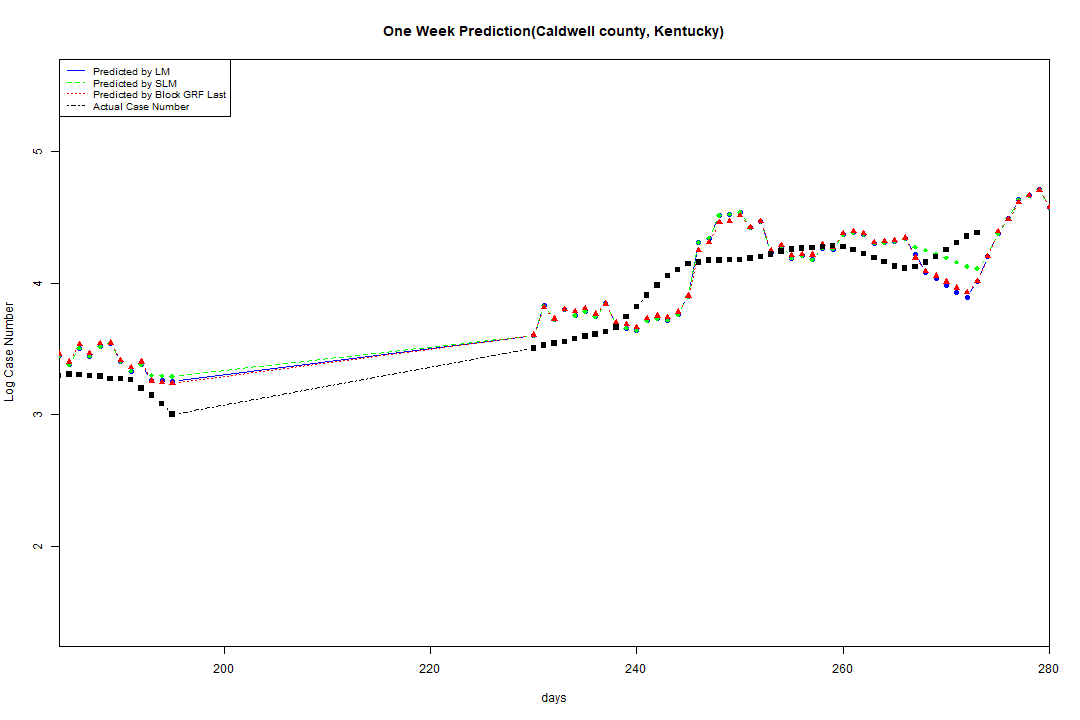 One Week Prediction(Caldwell county, Kentucky)
Predicted by LM
Predicted by SLM
Predicted by Block GRF Last
Actual Case Number
Log Case Number
5
4
3
2
200
220
240
260
280
days